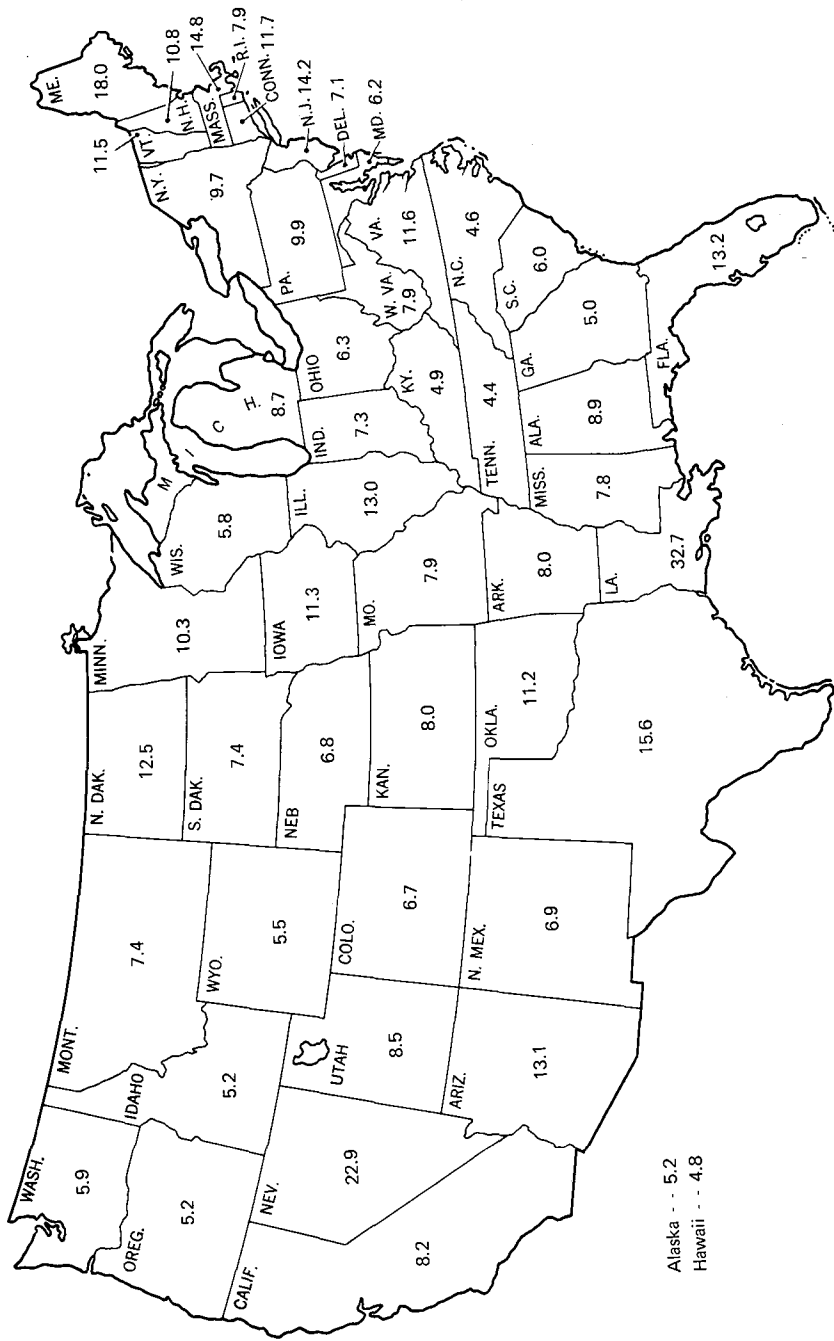 WASH.
5.9
OREG.
5.2
CALIF.
8.2
NEV.
22.9
IDAHO
5.2
MONT.
7.4
WYO.
5.5
UTAH
8.5
ARIZ.
13.1
COLO.
6.7
N. MEX.
6.9
N. DAK.
12.5
S. DAK.
7.4
NEB
6.8
KAN.
8.0
OKLA.
11.2
TEXAS
15.6
MINN.
10.3
IOWA
11.3
MO.
7.9
ARK.
8.0
LA.
32.7
WIS.
5.8
ILL.
13.0
M I C H.
8.7
IND.
7.3
OHIO
6.3
KY.
4.9
TENN.
4.4
MISS.
7.8
ALA.
8.9
GA.
5.0
FLA.
13.2
S.C.
6.0
N.C.
4.6
VA.
11.6
W. VA.
7.9
PA.
9.9
N.Y.
9.7
11.5
VT.
N.H.
10.8
ME.
18.0
MASS.
14.8
R.I. 7.9
CONN. 11.7
N.J. 14.2
DEL. 7.1
MD. 6.2
Alaska - - 5.2
Hawaii - - 4.8